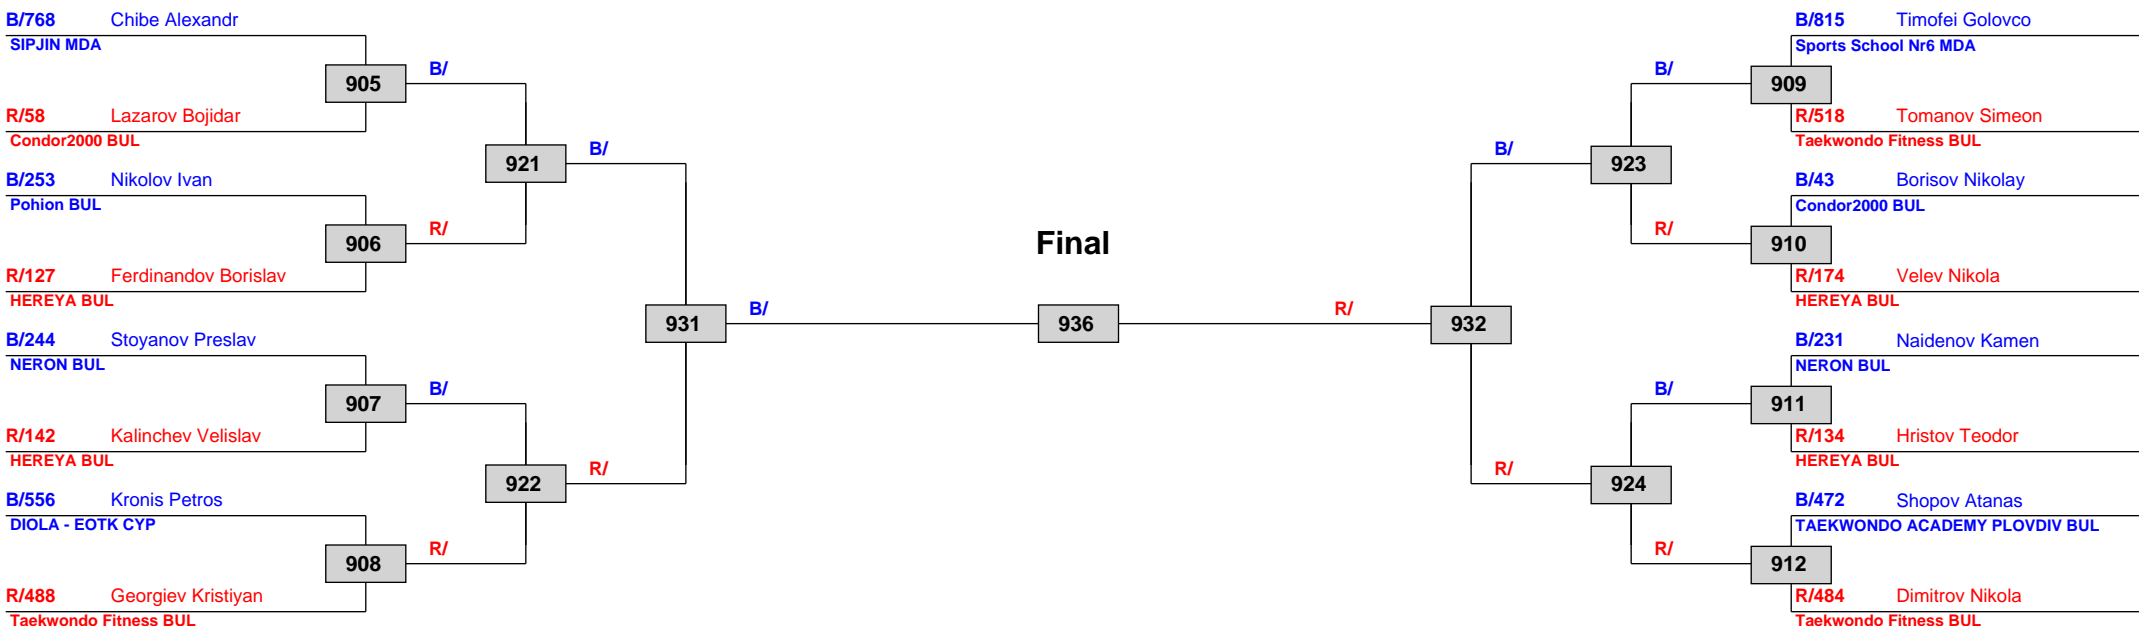 B/768 Chibe Alexandr
SIPJIN MDA
905
B/
R/58 Lazarov Bojidar
Condor2000 BUL
921
B/
B/253 Nikolov Ivan
Pohion BUL
906
R/
R/127 Ferdinandov Borislav
HEREYA BUL
931
B/
B/244 Stoyanov Preslav
NERON BUL
907
B/
R/142 Kalinchev Velislav
HEREYA BUL
922
R/
B/556 Kronis Petros
DIOLA - EOTK CYP
908
R/
R/488 Georgiev Kristiyan
Taekwondo Fitness BUL
Final
936
R/
932
B/815 Timofei Golovco
Sports School Nr6 MDA
B/
909
R/518 Tomanov Simeon
Taekwondo Fitness BUL
B/
923
B/43 Borisov Nikolay
Condor2000 BUL
R/
910
R/174 Velev Nikola
HEREYA BUL
B/231 Naidenov Kamen
NERON BUL
B/
911
R/134 Hristov Teodor
HEREYA BUL
R/
924
B/472 Shopov Atanas
TAEKWONDO ACADEMY PLOVDIV BUL
R/
912
R/484 Dimitrov Nikola
Taekwondo Fitness BUL